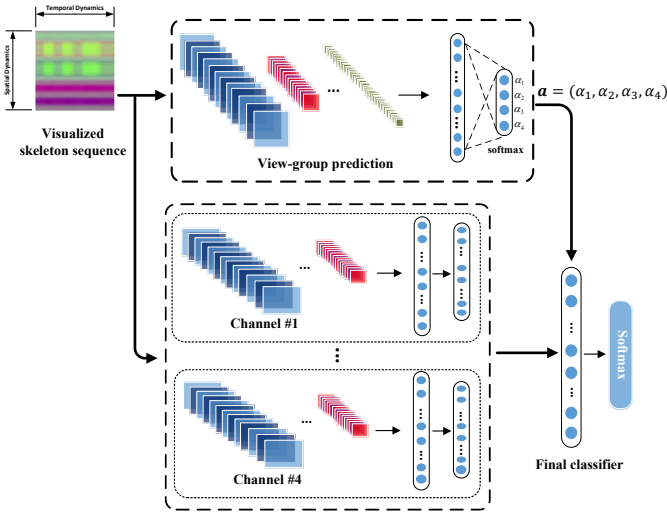 Temporal Dynamics
Spatial Dynamics
Visualized
skeleton sequence
...
α₁
α₂
α₃
α₄
softmax
View-group prediction
a = (α₁, α₂, α₃, α₄)
...
Channel #1
...
...
Channel #4
Softmax
Final classifier